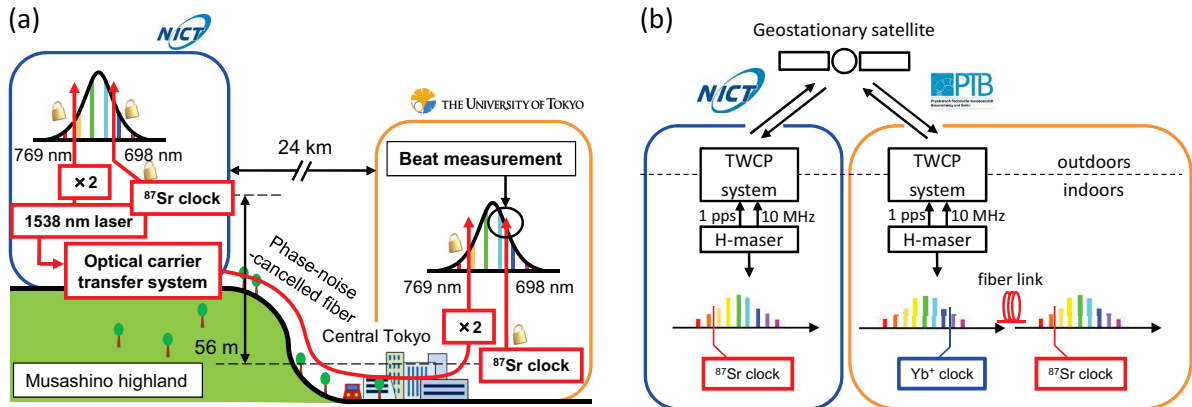 (a)
NICT
THE UNIVERSITY OF TOKYO
769 nm
698 nm
24 km
Beat measurement
×2
87Sr clock
1538 nm laser
Optical carrier
transfer system
Phase-noise
-cancelled fiber
769 nm
698 nm
Central Tokyo
×2
56 m
87Sr clock
Musashino highland
(b)
Geostationary satellite
NICT
PTB
TWCP
system
TWCP
system
outdoors
indoors
1 pps
10 MHz
1 pps
10 MHz
H-maser
H-maser
fiber link
87Sr clock
Yb+ clock
87Sr clock